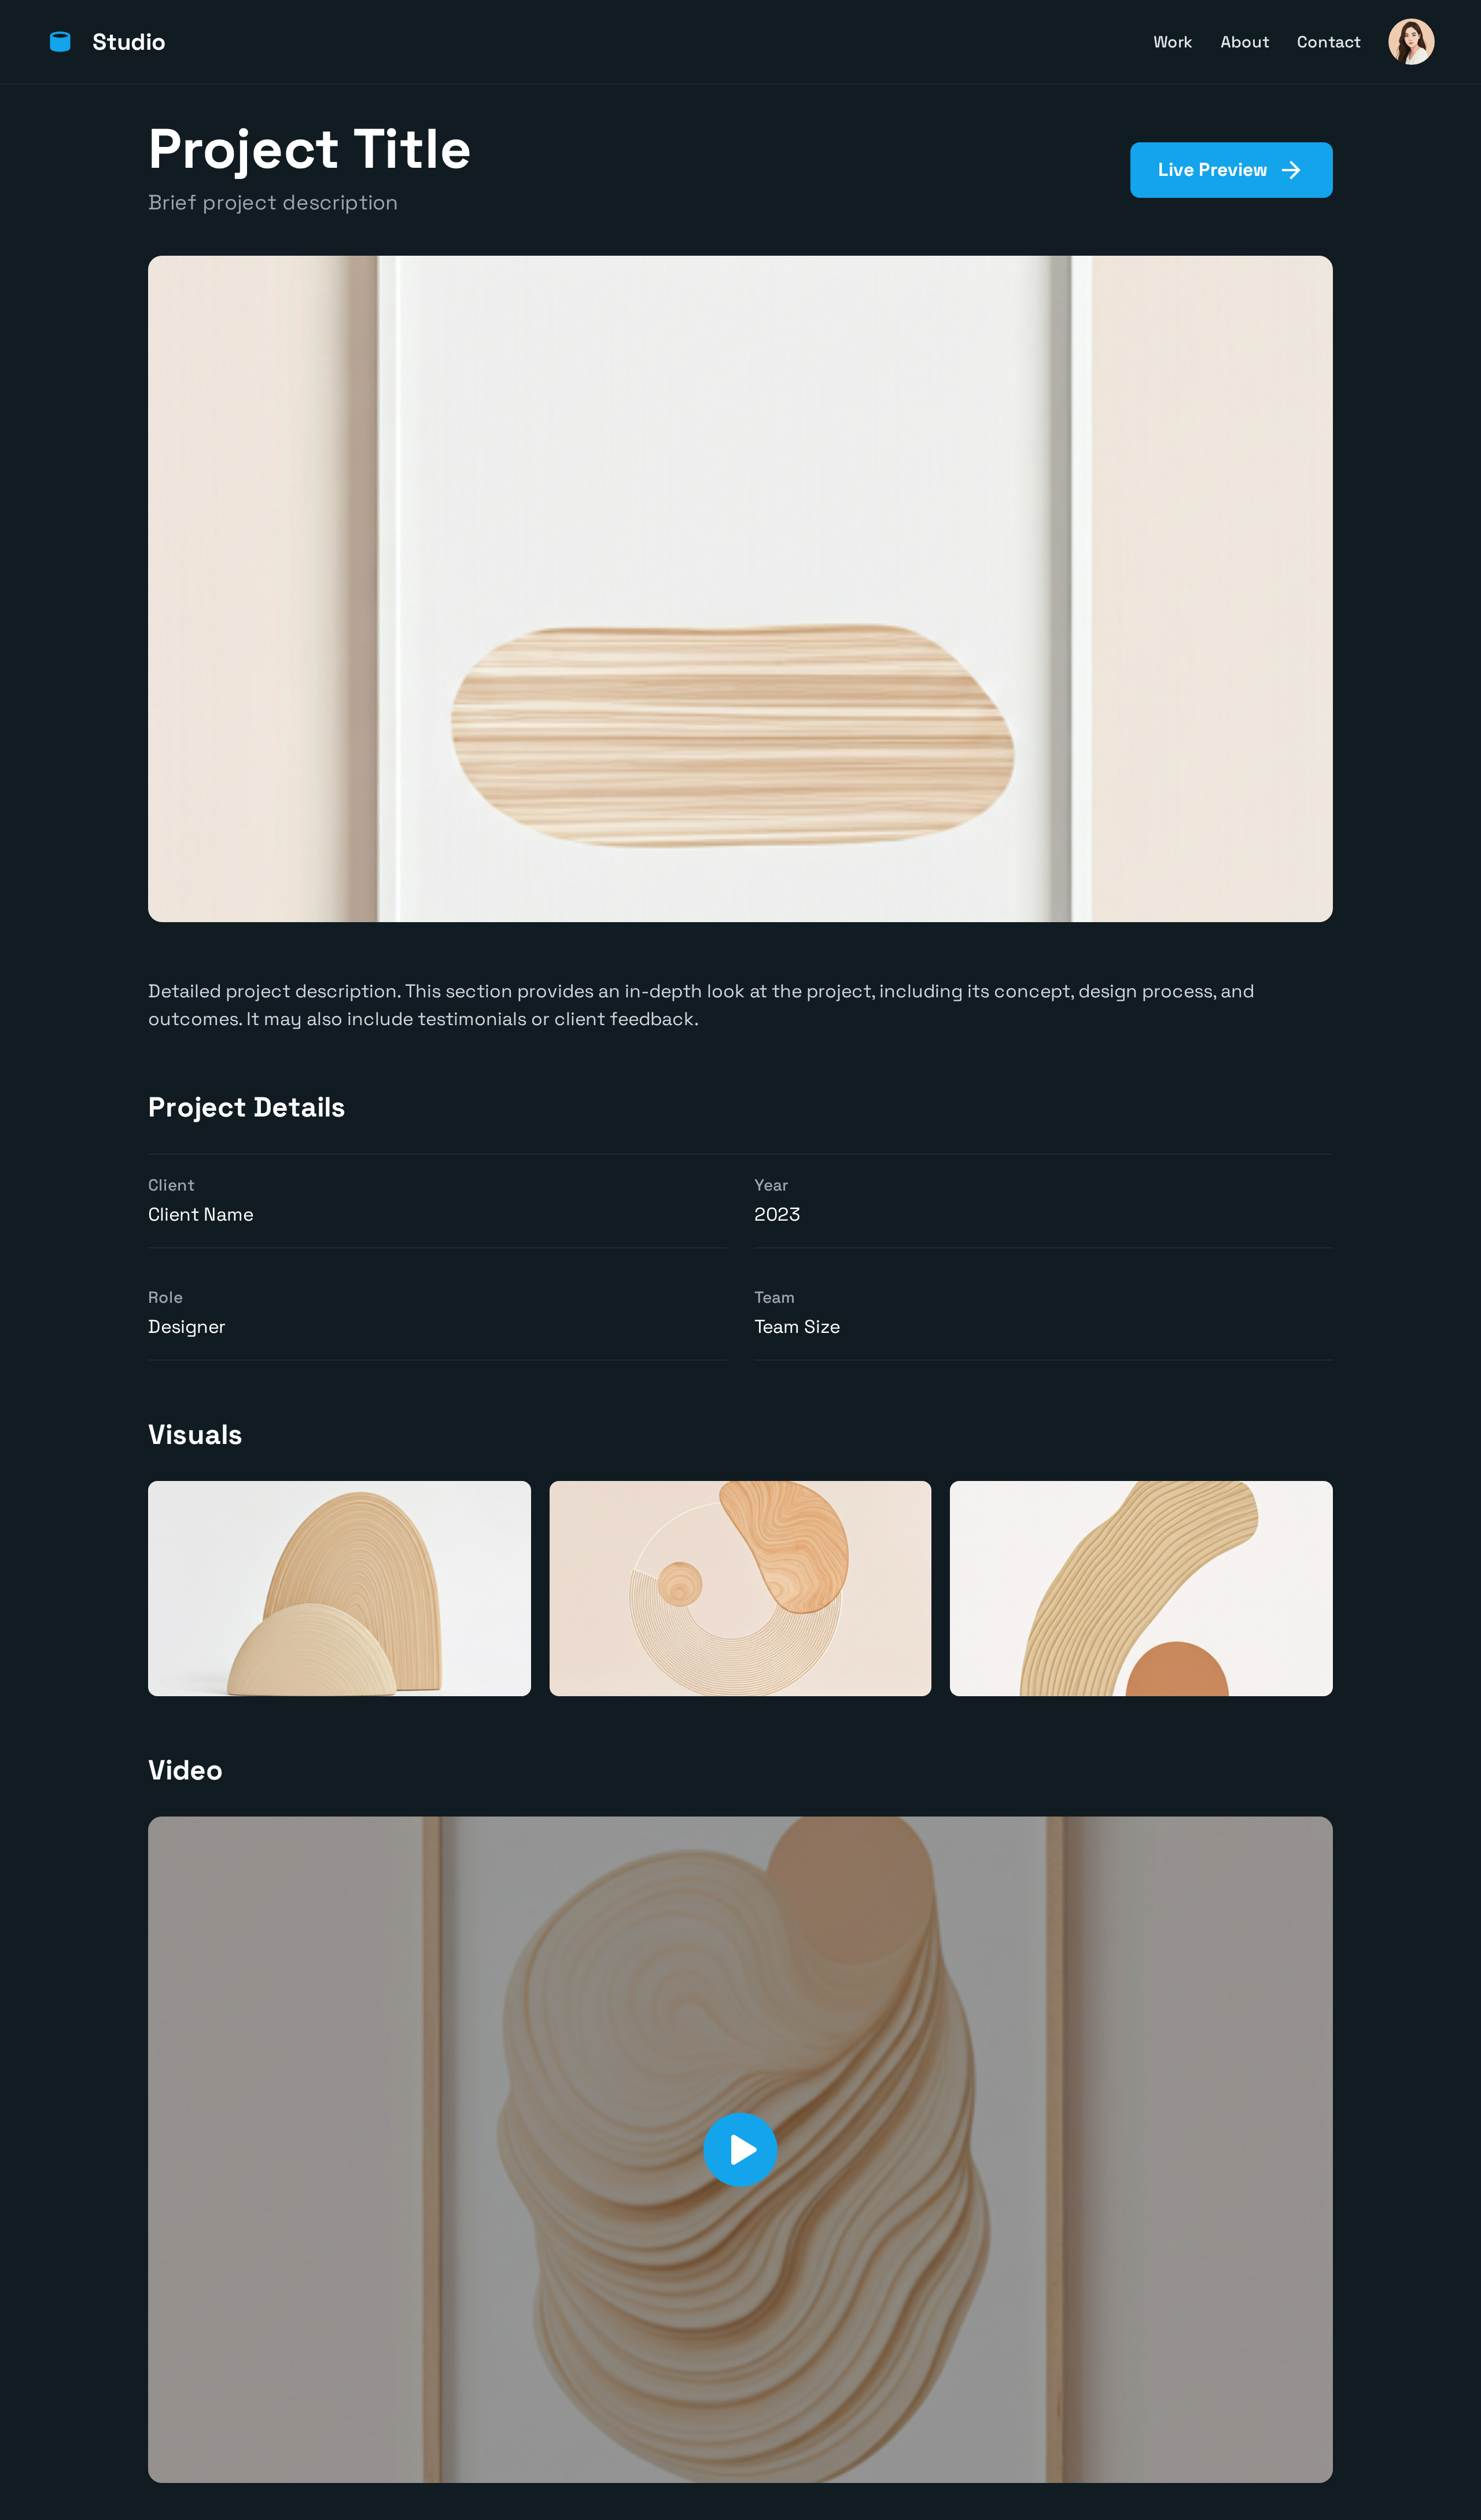 Studio
Work
About
Contact
Project Title
Brief project description
Live Preview
Detailed project description. This section provides an in-depth look at the project, including its concept, design process, and
outcomes. It may also include testimonials or client feedback.
Project Details
Client
Client Name
Year
2023
Role
Designer
Team
Team Size
Visuals
Video